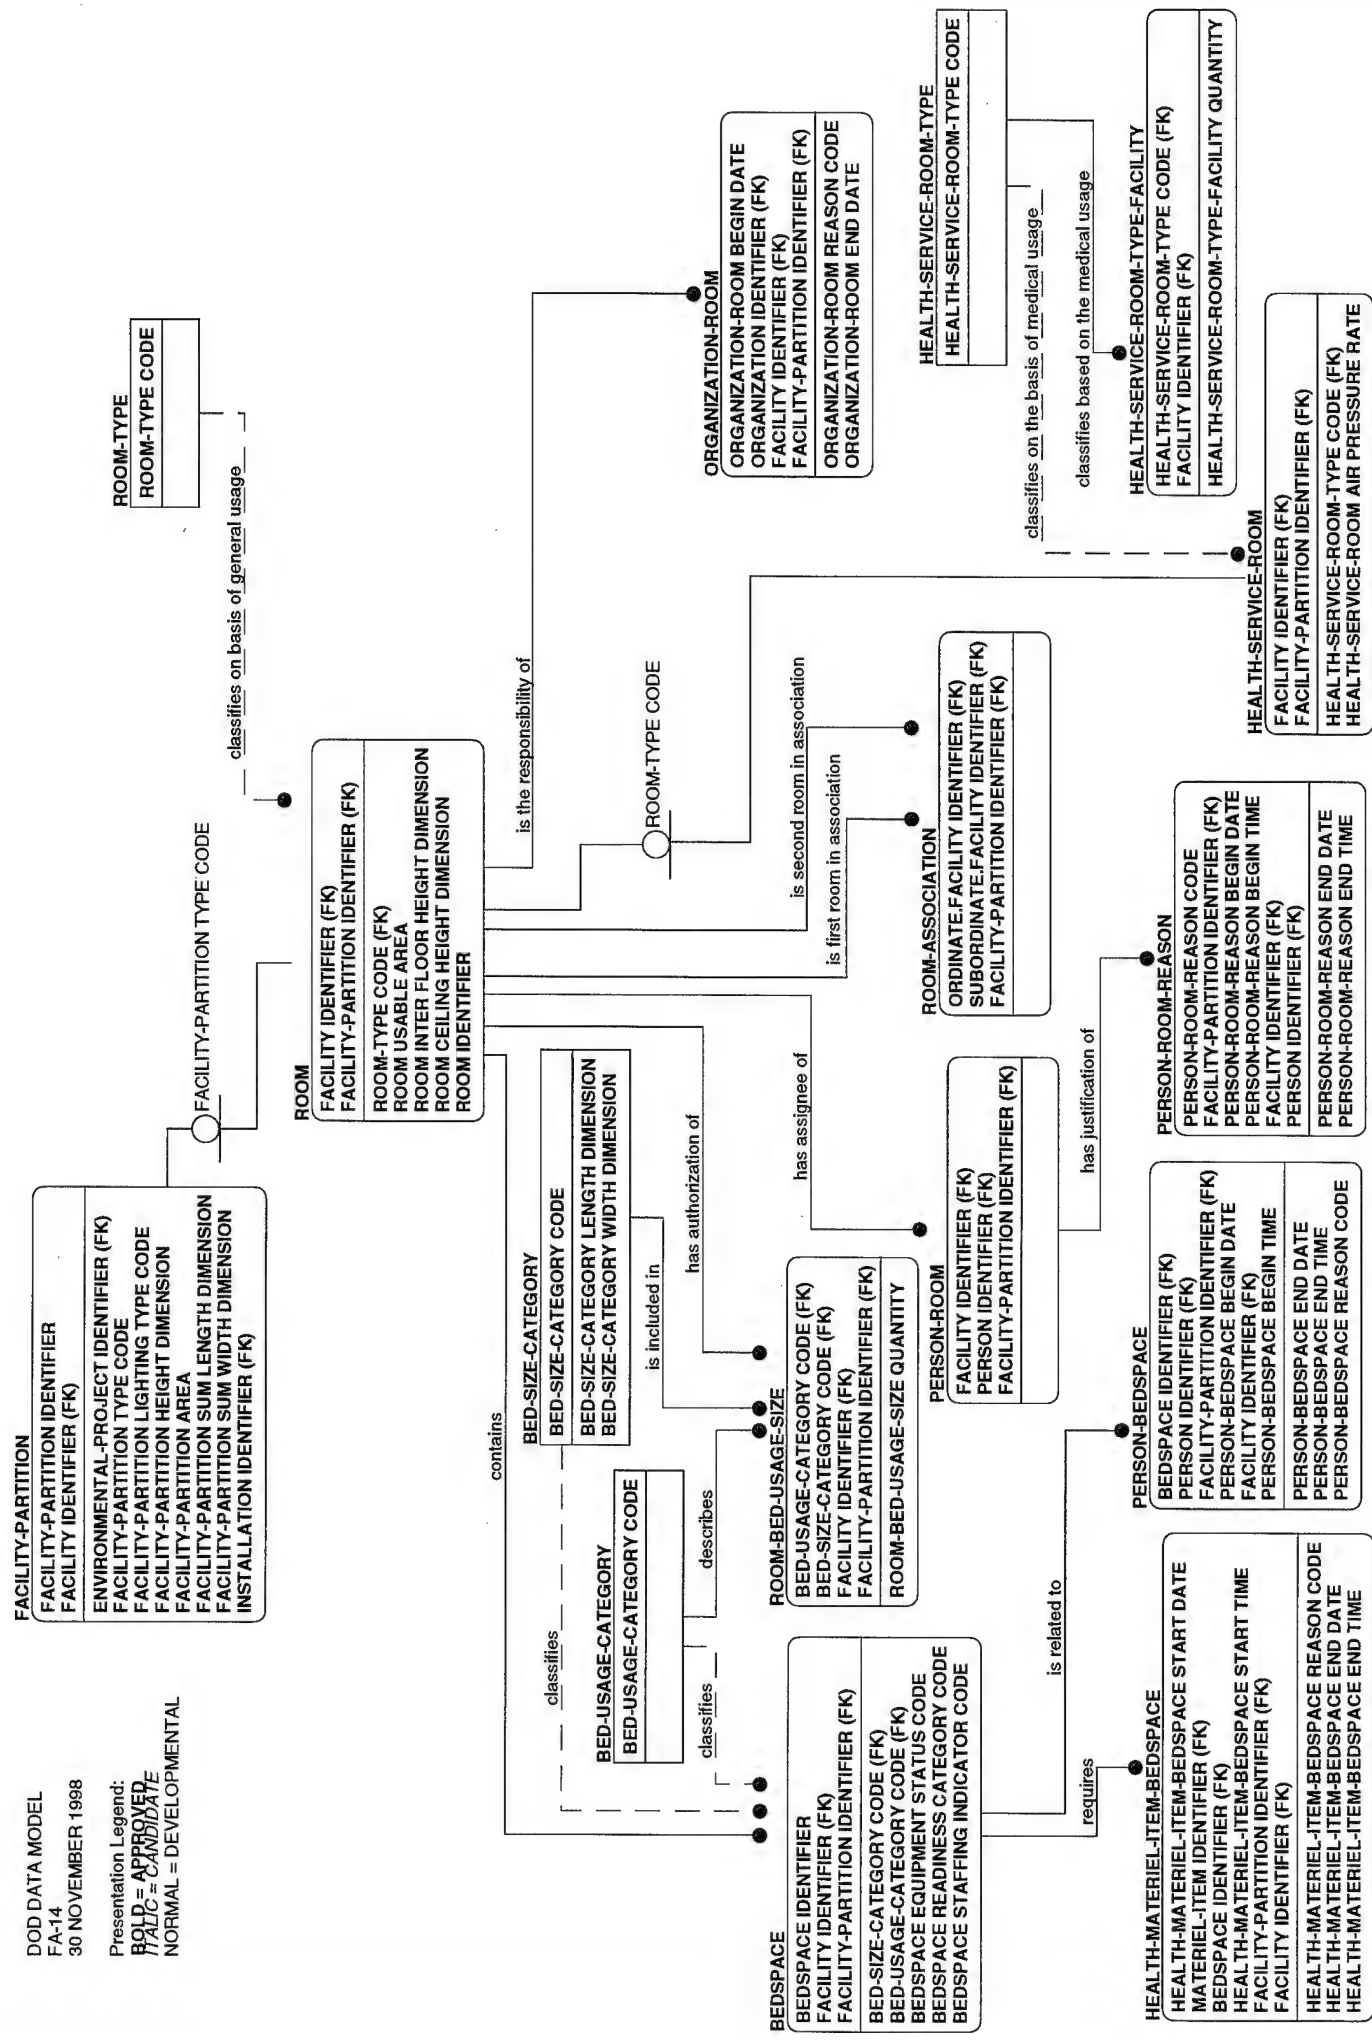 DOD DATA MODEL
FA-14
30 NOVEMBER 1998
Presentation Legend:
BOLD = APPROVED
ITALIC = CANDIDATE
NORMAL = DEVELOPMENTAL
FACILITY-PARTITION
FACILITY-PARTITION IDENTIFIER
FACILITY IDENTIFIER (FK)
ENVIRONMENTAL-PROJECT IDENTIFIER (FK)
FACILITY-PARTITION TYPE CODE
FACILITY-PARTITION LIGHTING TYPE CODE
FACILITY-PARTITION HEIGHT DIMENSION
FACILITY-PARTITION AREA
FACILITY-PARTITION SUM LENGTH DIMENSION
FACILITY-PARTITION SUM WIDTH DIMENSION
INSTALLATION IDENTIFIER (FK)
FACILITY-PARTITION TYPE CODE
ROOM-TYPE
ROOM-TYPE CODE
classifies on basis of general usage
ROOM
FACILITY IDENTIFIER (FK)
FACILITY-PARTITION IDENTIFIER (FK)
ROOM-TYPE CODE (FK)
ROOM USABLE AREA
ROOM INTER FLOOR HEIGHT DIMENSION
ROOM CEILING HEIGHT DIMENSION
ROOM IDENTIFIER
contains
classifies
BED-SIZE-CATEGORY
BED-SIZE-CATEGORY CODE
BED-SIZE-CATEGORY LENGTH DIMENSION
BED-SIZE-CATEGORY WIDTH DIMENSION
is the responsibility of
BED-USAGE-CATEGORY
BED-USAGE-CATEGORY CODE
is included in
has authorization of
ROOM-TYPE CODE
classifies
describes
has assignee of
is first room in association
is second room in association
ORGANIZATION-ROOM
ORGANIZATION-ROOM BEGIN DATE
ORGANIZATION IDENTIFIER (FK)
FACILITY IDENTIFIER (FK)
FACILITY-PARTITION IDENTIFIER (FK)
ORGANIZATION-ROOM REASON CODE
ORGANIZATION-ROOM END DATE
BEDSPACE
BEDSPACE IDENTIFIER
FACILITY IDENTIFIER (FK)
FACILITY-PARTITION IDENTIFIER (FK)
BED-SIZE-CATEGORY CODE (FK)
BED-USAGE-CATEGORY CODE (FK)
BEDSPACE EQUIPMENT STATUS CODE
BEDSPACE READINESS CATEGORY CODE
BEDSPACE STAFFING INDICATOR CODE
ROOM-BED-USAGE-SIZE
BED-USAGE-CATEGORY CODE (FK)
BED-SIZE-CATEGORY CODE (FK)
FACILITY IDENTIFIER (FK)
FACILITY-PARTITION IDENTIFIER (FK)
ROOM-BED-USAGE-SIZE QUANTITY
PERSON-ROOM
FACILITY IDENTIFIER (FK)
PERSON IDENTIFIER (FK)
FACILITY-PARTITION IDENTIFIER (FK)
ROOM-ASSOCIATION
ORDINATE.FACILITY IDENTIFIER (FK)
SUBORDINATE.FACILITY IDENTIFIER (FK)
FACILITY-PARTITION IDENTIFIER (FK)
HEALTH-SERVICE-ROOM-TYPE
HEALTH-SERVICE-ROOM-TYPE CODE
classifies on the basis of medical usage
classifies based on the medical usage
is related to
requires
has justification of
HEALTH-MATERIEL-ITEM-BEDSPACE
HEALTH-MATERIEL-ITEM-BEDSPACE START DATE
MATERIEL-ITEM IDENTIFIER (FK)
BEDSPACE IDENTIFIER (FK)
HEALTH-MATERIEL-ITEM-BEDSPACE START TIME
FACILITY-PARTITION IDENTIFIER (FK)
FACILITY IDENTIFIER (FK)
HEALTH-MATERIEL-ITEM-BEDSPACE REASON CODE
HEALTH-MATERIEL-ITEM-BEDSPACE END DATE
HEALTH-MATERIEL-ITEM-BEDSPACE END TIME
PERSON-BEDSPACE
BEDSPACE IDENTIFIER (FK)
PERSON IDENTIFIER (FK)
FACILITY-PARTITION IDENTIFIER (FK)
PERSON-BEDSPACE BEGIN DATE
FACILITY IDENTIFIER (FK)
PERSON-BEDSPACE BEGIN TIME
PERSON-BEDSPACE END DATE
PERSON-BEDSPACE END TIME
PERSON-BEDSPACE REASON CODE
PERSON-ROOM-REASON
PERSON-ROOM-REASON CODE
FACILITY-PARTITION IDENTIFIER (FK)
PERSON-ROOM-REASON BEGIN DATE
PERSON-ROOM-REASON BEGIN TIME
FACILITY IDENTIFIER (FK)
PERSON IDENTIFIER (FK)
PERSON-ROOM-REASON END DATE
PERSON-ROOM-REASON END TIME
HEALTH-SERVICE-ROOM-TYPE-FACILITY
HEALTH-SERVICE-ROOM-TYPE CODE (FK)
FACILITY IDENTIFIER (FK)
HEALTH-SERVICE-ROOM-TYPE-FACILITY QUANTITY
HEALTH-SERVICE-ROOM
FACILITY IDENTIFIER (FK)
FACILITY-PARTITION IDENTIFIER (FK)
HEALTH-SERVICE-ROOM-TYPE CODE (FK)
HEALTH-SERVICE-ROOM AIR PRESSURE RATE